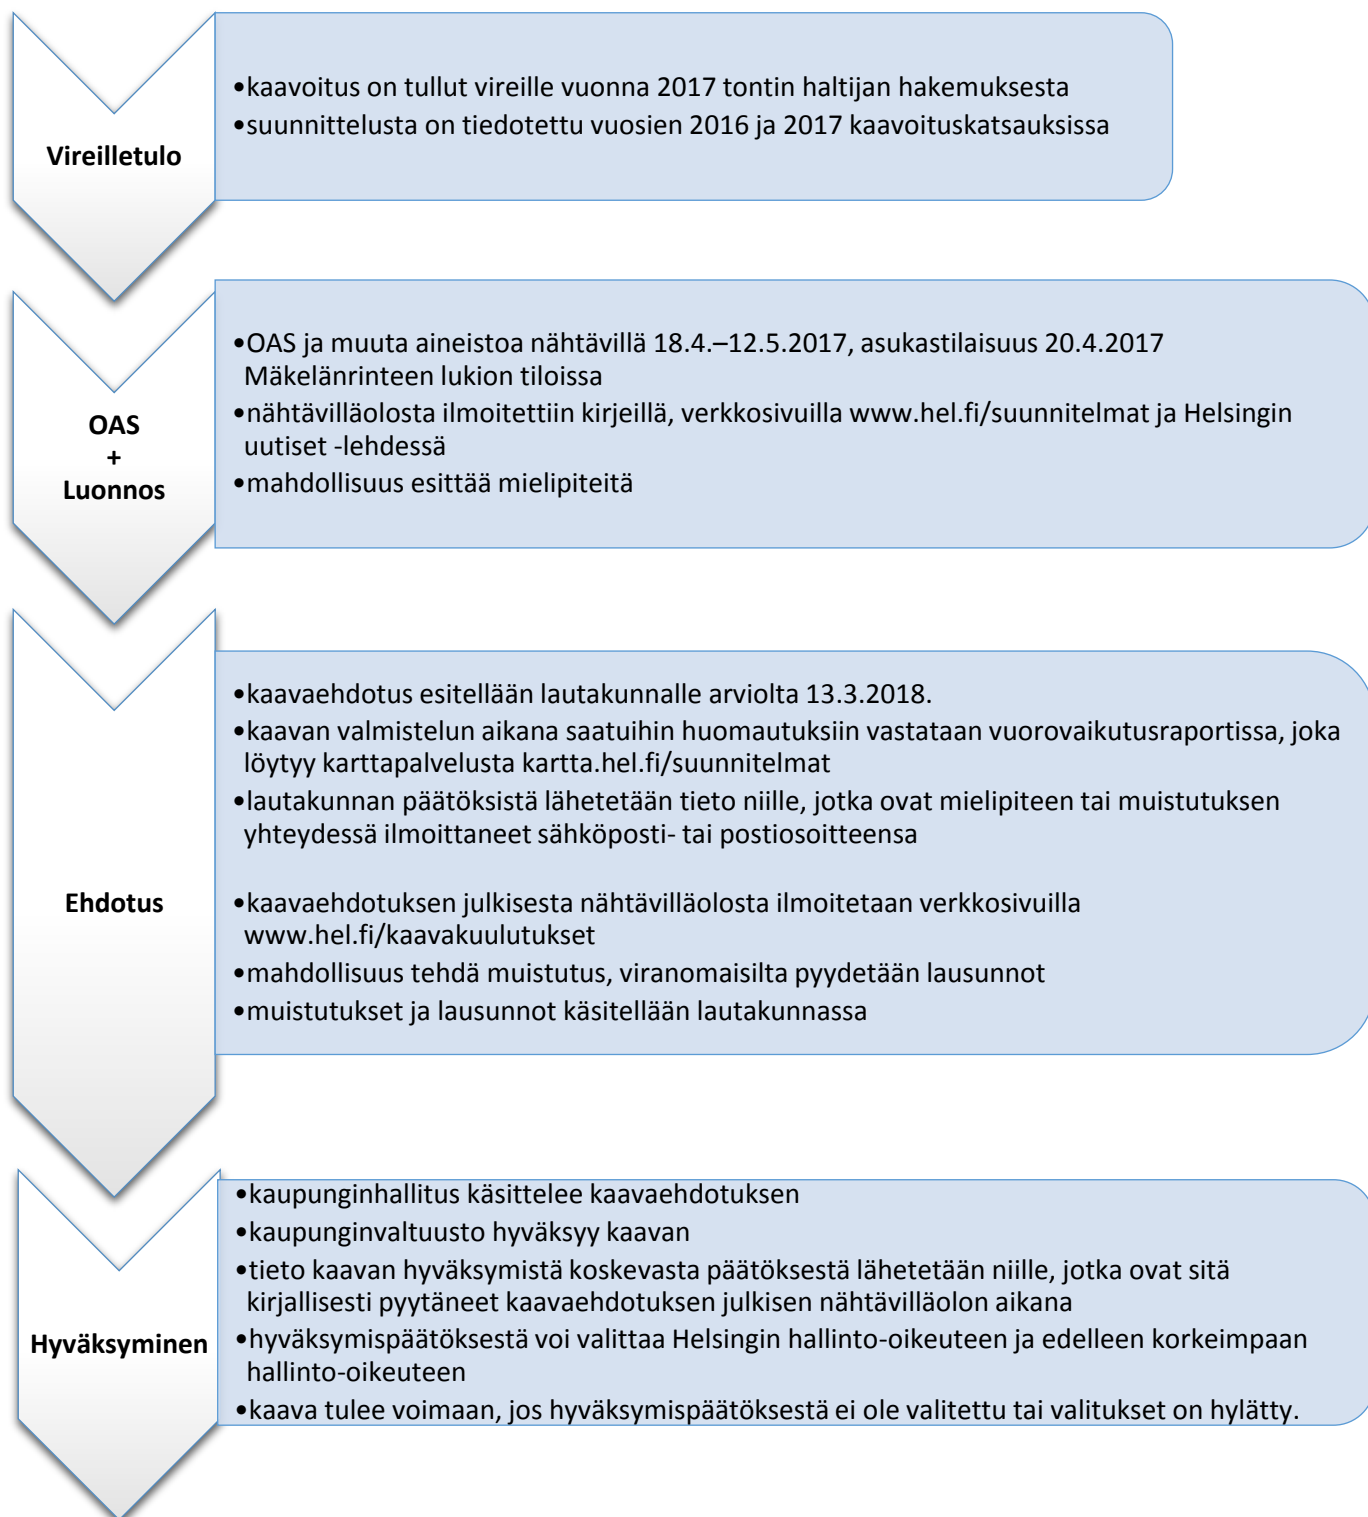 Vireilletulo
•kaavoitus on tullut vireille vuonna 2017 tontin haltijan hakemuksesta
•suunnittelusta on tiedotettu vuosien 2016 ja 2017 kaavoituskatsauksissa
OAS
+
Luonnos
•OAS ja muuta aineistoa nähtävillä 18.4.–12.5.2017, asukastilaisuus 20.4.2017
Mäkelänrinteen lukion tiloissa
•nähtävilläolosta ilmoitettiin kirjeillä, verkkosivuilla www.hel.fi/suunnitelmat ja Helsingin
uutiset -lehdessä
•mahdollisuus esittää mielipiteitä
Ehdotus
•kaavaehdotus esitellään lautakunnalle arviolta 13.3.2018.
•kaavan valmistelun aikana saatuihin huomautuksiin vastataan vuorovaikutusraportissa, joka
löytyy karttapalvelusta kartta.hel.fi/suunnitelmat
•lautakunnan päätöksistä lähetetään tieto niille, jotka ovat mielipiteen tai muistutuksen
yhteydessä ilmoittaneet sähköposti- tai postiosoitteensa
•kaavaehdotuksen julkisesta nähtävilläolosta ilmoitetaan verkkosivuilla
www.hel.fi/kaavakuulutukset
•mahdollisuus tehdä muistutus, viranomaisilta pyydetään lausunnot
•muistutukset ja lausunnot käsitellään lautakunnassa
Hyväksyminen
•kaupunginhallitus käsittelee kaavaehdotuksen
•kaupunginvaltuusto hyväksyy kaavan
•tieto kaavan hyväksymistä koskevasta päätöksestä lähetetään niille, jotka ovat sitä
kirjallisesti pyytäneet kaavaehdotuksen julkisen nähtävilläolon aikana
•hyväksymispäätöksestä voi valittaa Helsingin hallinto-oikeuteen ja edelleen korkeimpaan
hallinto-oikeuteen
•kaava tulee voimaan, jos hyväksymispäätöksestä ei ole valitettu tai valitukset on hylätty.